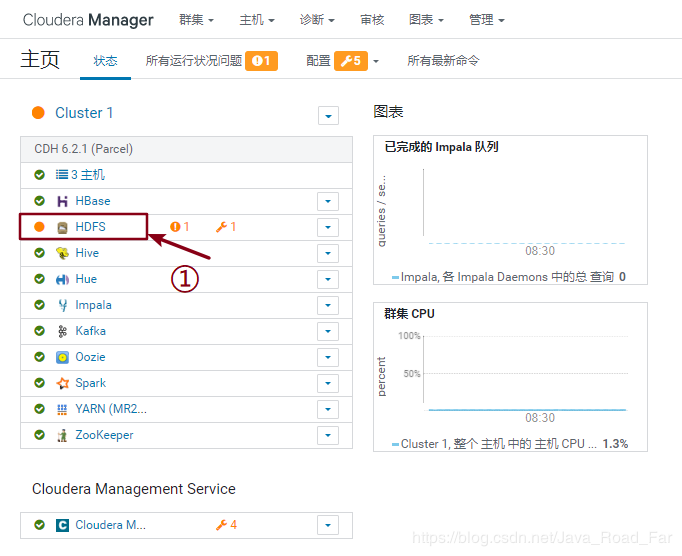 Cloudera Manager 群集 主机 诊断 审核 图表 管理
主页 状态 所有运行状况问题 1 配置 5 所有最新命令
Cluster 1
CDH 6.2.1 (Parcel)
3 主机
HBase
HDFS 1 1
①
Hive
Hue
Impala
Kafka
Oozie
Spark
YARN (MR2...
ZooKeeper
Cloudera Management Service
Cloudera M... 4
图表
已完成的 Impala 队列
queries / se...
08:30
Impala, 各 Impala Daemons 中的总 查询 0
群集 CPU
percent
100%
50%
08:30
Cluster 1, 整个 主机 中的 主机 CPU ... 1.3%
https://blog.csdn.net/Java_Road_Far